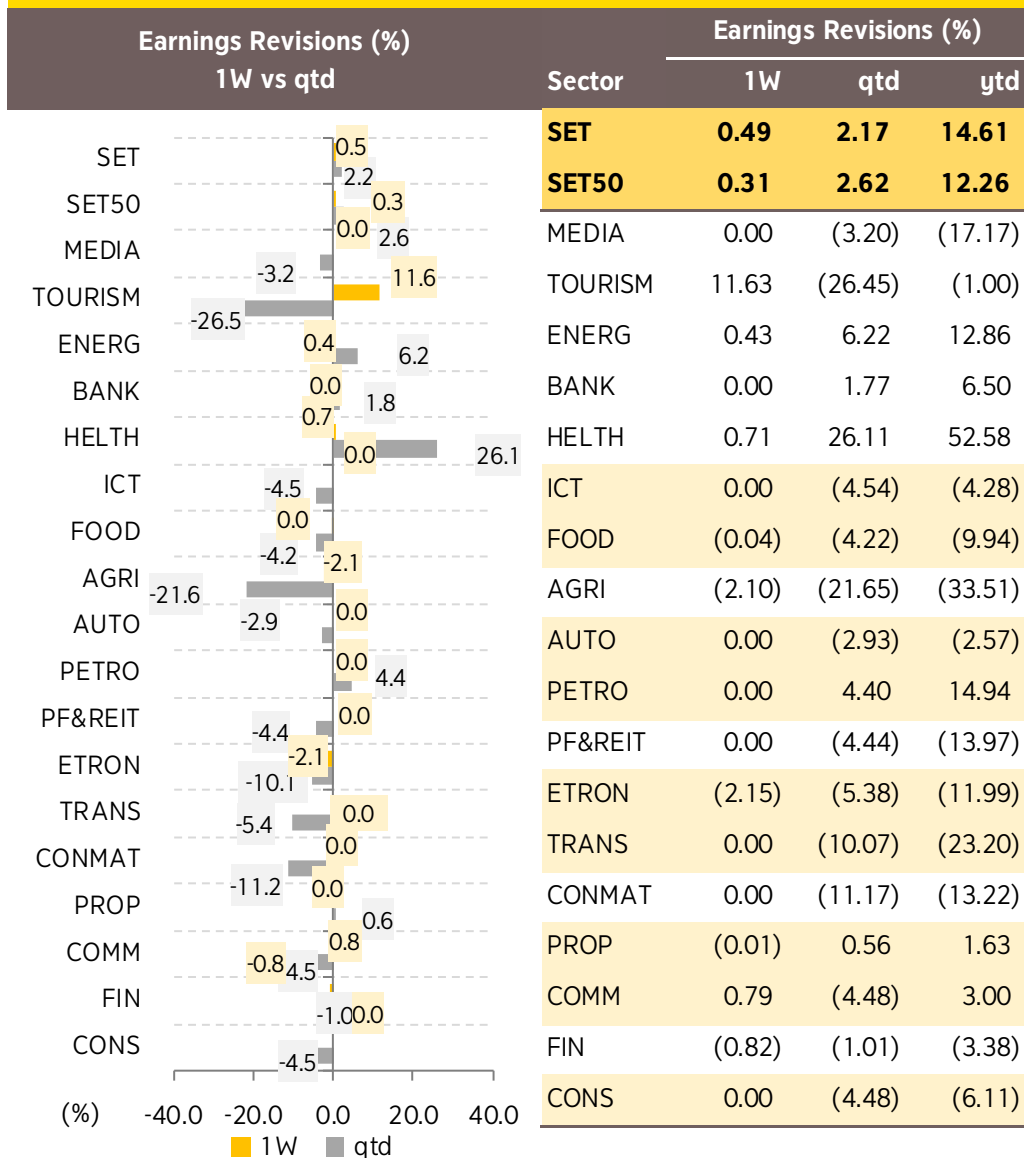 Earnings Revisions (%)
1W vs qtd
SET
0.5
2.2
SET50
0.3
2.6
MEDIA
0.0
-3.2
TOURISM
11.6
-26.5
ENERG
0.4
6.2
BANK
0.0
1.8
HELTH
0.7
26.1
ICT
0.0
-4.5
FOOD
0.0
-4.2
AGRI
-2.1
-21.6
AUTO
0.0
-2.9
PETRO
0.0
4.4
PF&REIT
0.0
-4.4
ETRON
-2.1
-10.1
TRANS
0.0
-5.4
CONMAT
0.0
-11.2
PROP
0.0
0.6
COMM
0.8
4.5
FIN
-0.8
-1.0
CONS
0.0
-4.5
(%) -40.0 -20.0 0.0 20.0 40.0
1W qtd
Earnings Revisions (%)
Sector 1W qtd ytd
SET 0.49 2.17 14.61
SET50 0.31 2.62 12.26
MEDIA 0.00 (3.20) (17.17)
TOURISM 11.63 (26.45) (1.00)
ENERG 0.43 6.22 12.86
BANK 0.00 1.77 6.50
HELTH 0.71 26.11 52.58
ICT 0.00 (4.54) (4.28)
FOOD (0.04) (4.22) (9.94)
AGRI (2.10) (21.65) (33.51)
AUTO 0.00 (2.93) (2.57)
PETRO 0.00 4.40 14.94
PF&REIT 0.00 (4.44) (13.97)
ETRON (2.15) (5.38) (11.99)
TRANS 0.00 (10.07) (23.20)
CONMAT 0.00 (11.17) (13.22)
PROP (0.01) 0.56 1.63
COMM 0.79 (4.48) 3.00
FIN (0.82) (1.01) (3.38)
CONS 0.00 (4.48) (6.11)